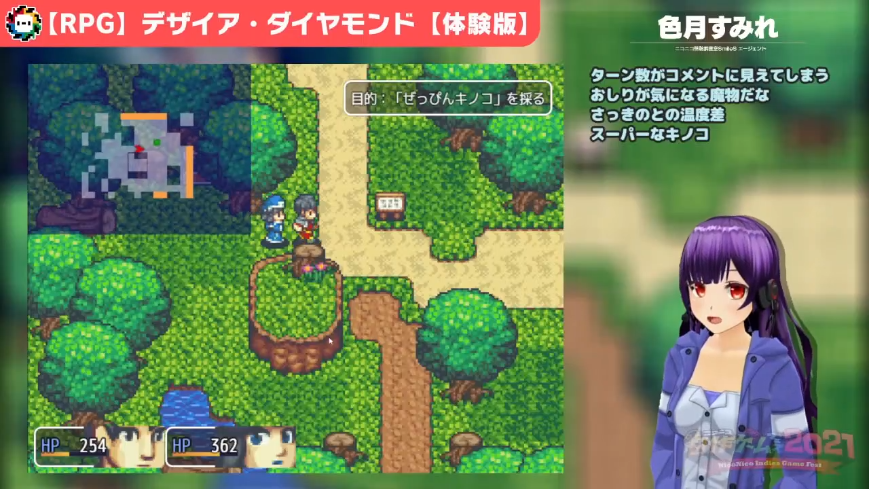 【RPG】デザイア・ダイヤモンド【体験版】
色月すみれ
目的：「ぜっぴんキノコ」を採る
ターン数がコメントに見えてしまう
おしりが気になる魔物だな
さっきのとの温度差
スーパーなキノコ
HP 254
HP 362
2021
NicoNico Indies Game Fest